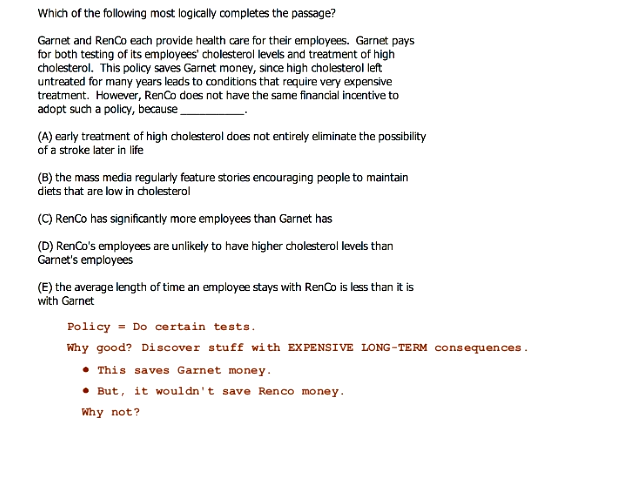 Which of the following most logically completes the passage?
Garnet and RenCo each provide health care for their employees. Garnet pays
for both testing of its employees' cholesterol levels and treatment of high
cholesterol. This policy saves Garnet money, since high cholesterol left
untreated for many years leads to conditions that require very expensive
treatment. However, RenCo does not have the same financial incentive to
adopt such a policy, because __________.
(A) early treatment of high cholesterol does not entirely eliminate the possibility
of a stroke later in life
(B) the mass media regularly feature stories encouraging people to maintain
diets that are low in cholesterol
(C) RenCo has significantly more employees than Garnet has
(D) RenCo's employees are unlikely to have higher cholesterol levels than
Garnet's employees
(E) the average length of time an employee stays with RenCo is less than it is
with Garnet
Policy = Do certain tests.
Why good? Discover stuff with EXPENSIVE LONG-TERM consequences.
• This saves Garnet money.
• But, it wouldn't save Renco money.
Why not?